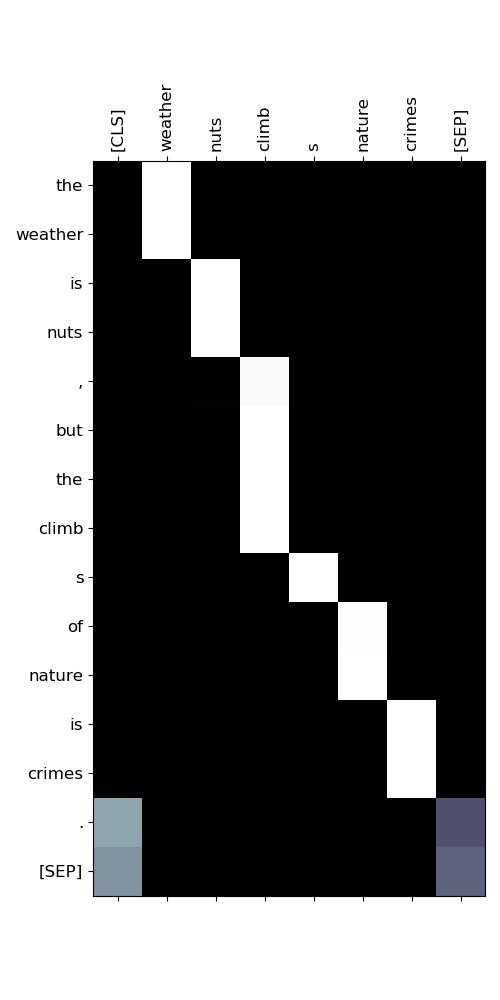 [CLS] weather nuts climb s nature crimes [SEP]
the
weather
is
nuts
,
but
the
climb
s
of
nature
is
crimes
.
[SEP]